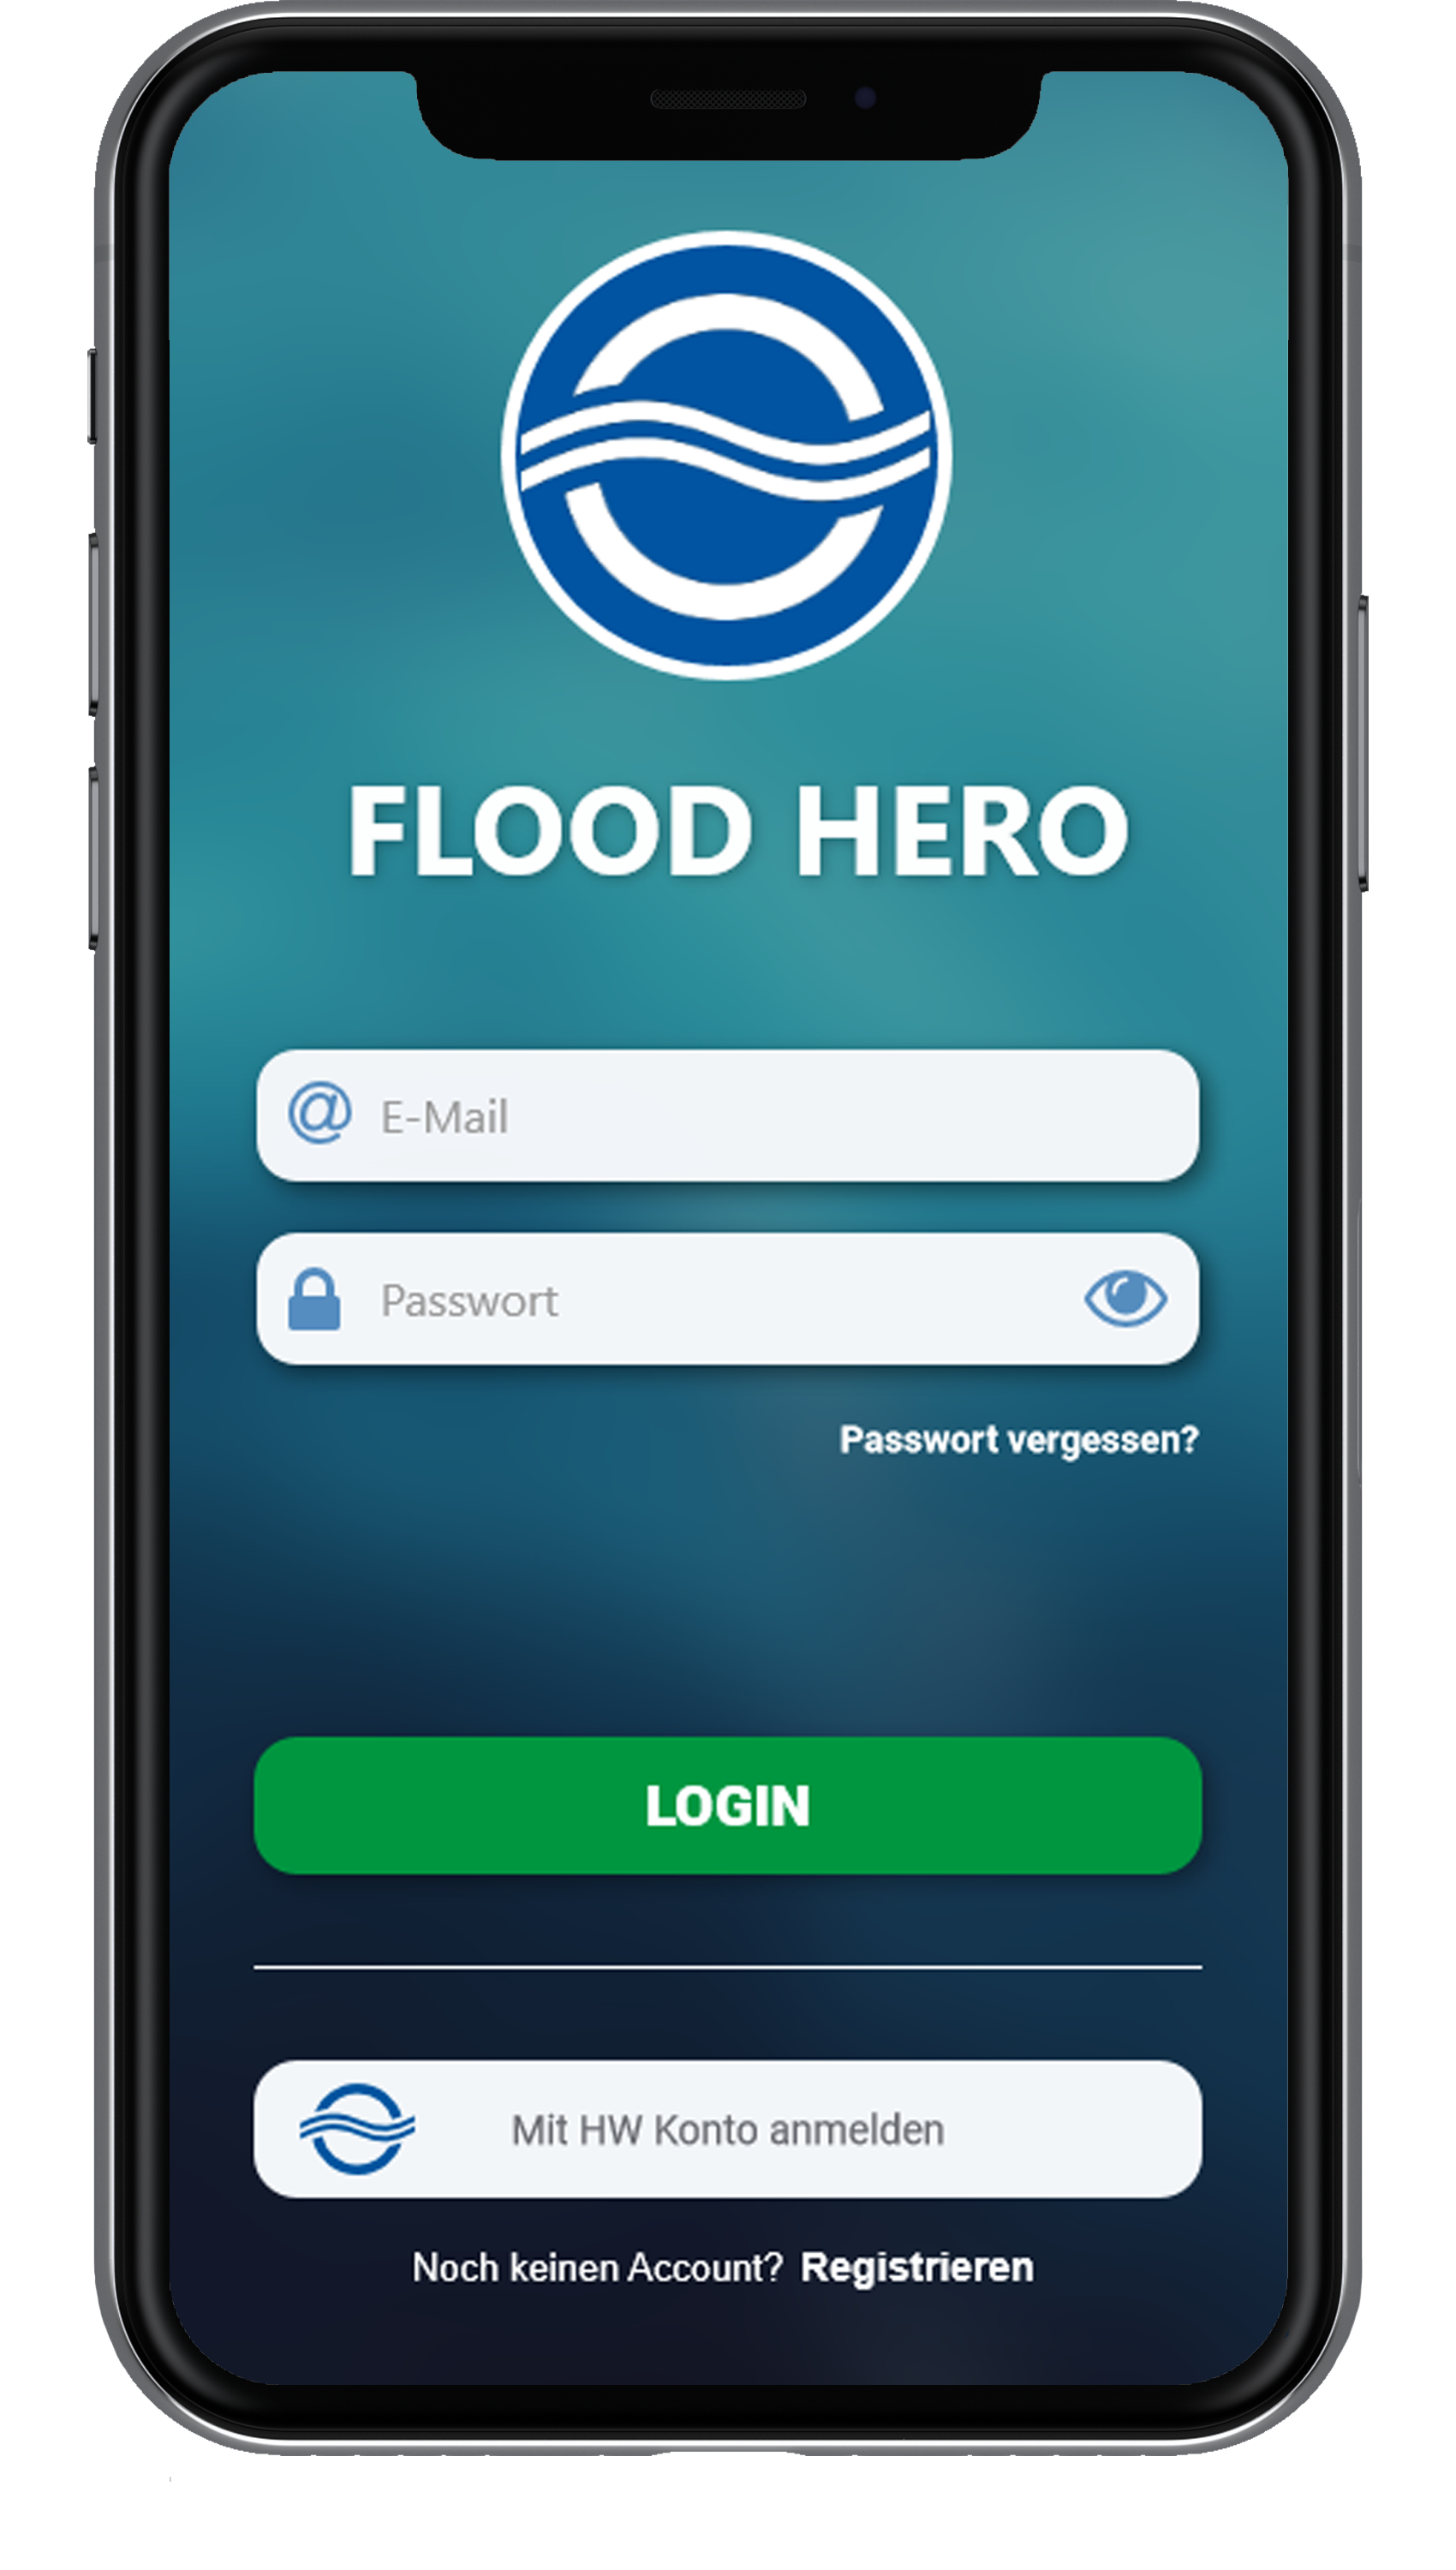 FLOOD HERO
E-Mail
Passwort
Passwort vergessen?
LOGIN
Mit HW Konto anmelden
Noch keinen Account? Registrieren